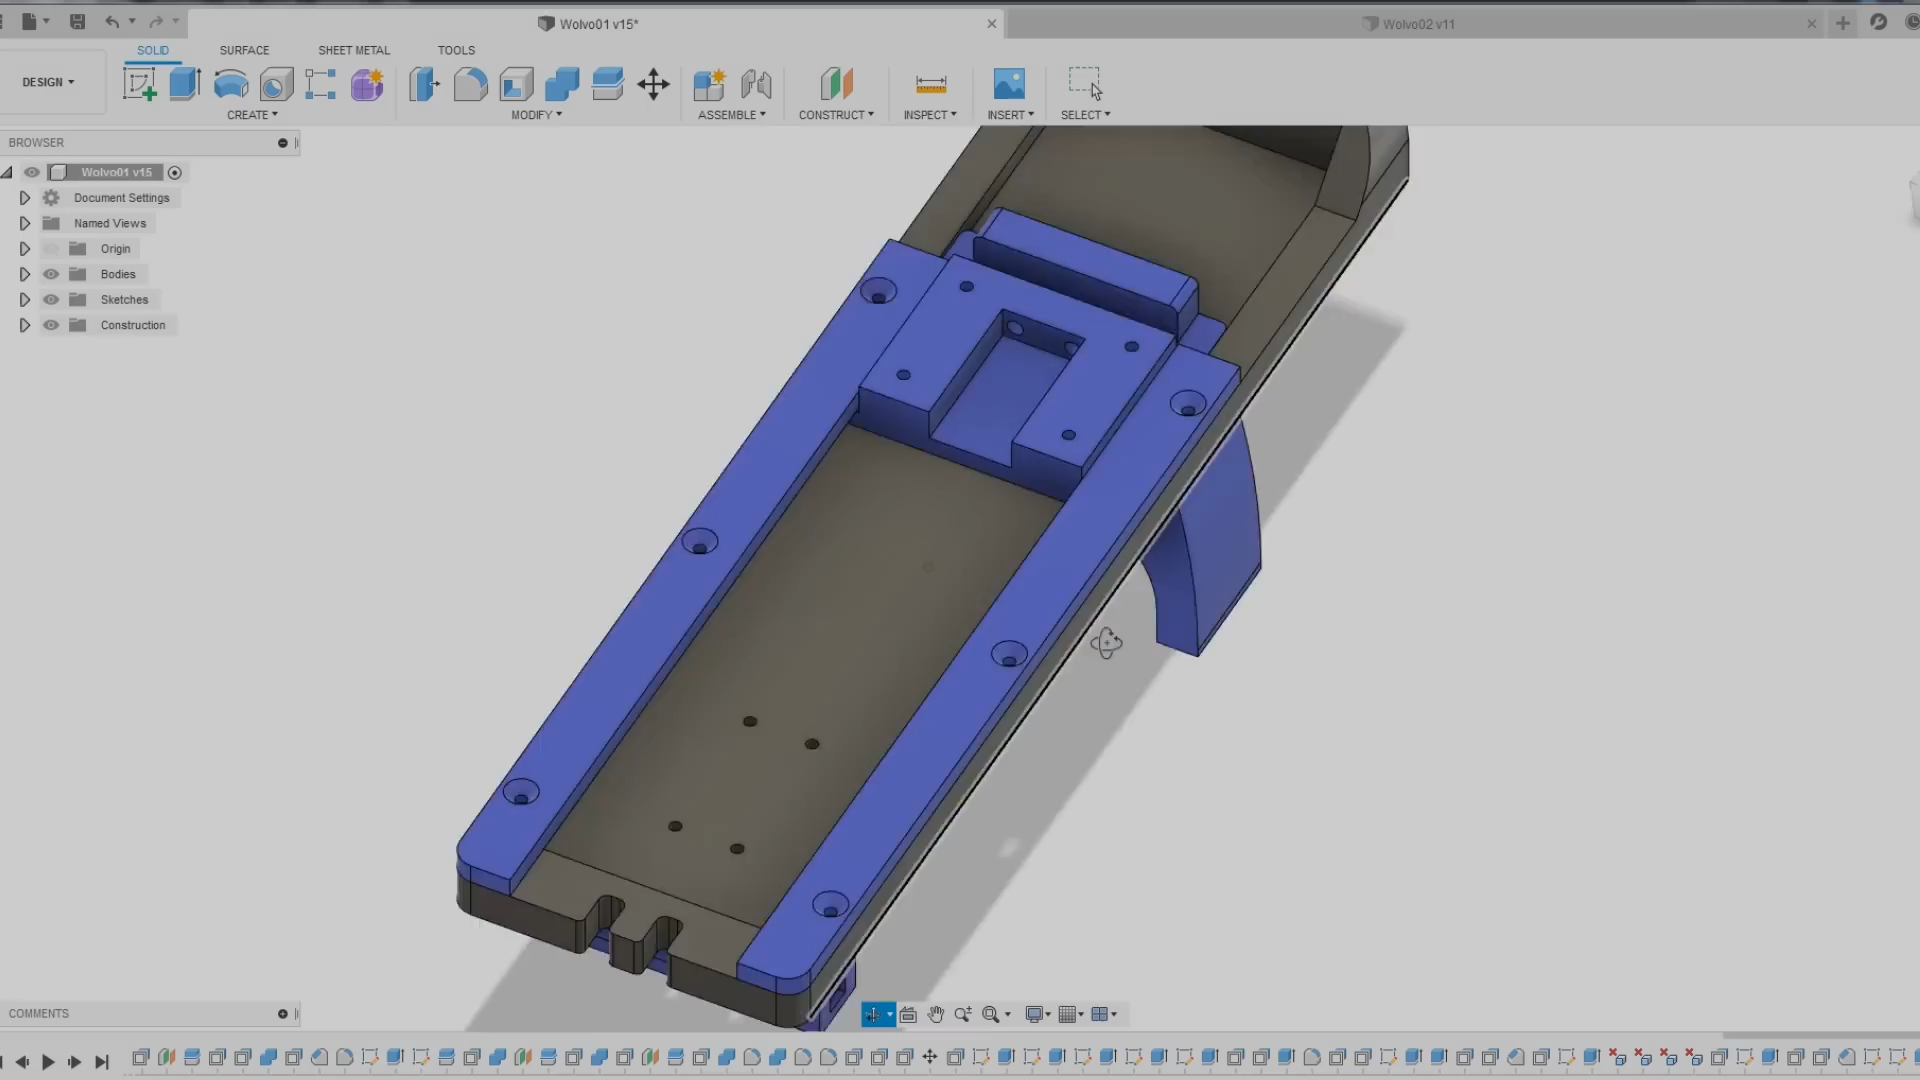 Wolvo01 v15*
Wolvo02 v11
SOLID
SURFACE
SHEET METAL
TOOLS
DESIGN
CREATE
MODIFY
ASSEMBLE
CONSTRUCT
INSPECT
INSERT
SELECT
BROWSER
Wolvo01 v15
Document Settings
Named Views
Origin
Bodies
Sketches
Construction
COMMENTS